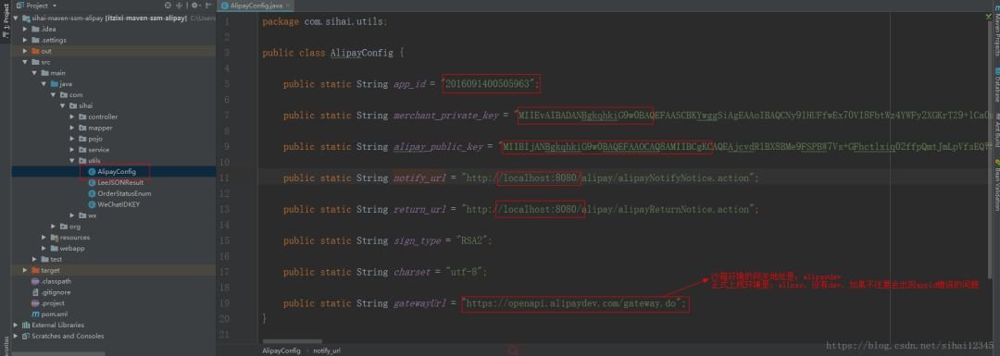 Project
sihai-maven-ssm-alipay [itzixi-maven-ssm-alipay] C:\Users
.idea
.settings
out
src
main
java
com
sihai
controller
mapper
pojo
service
utils
AlipayConfig
LeeJSONResult
OrderStatusEnum
WeChatIDKEY
wx
org
resources
webapp
test
target
.classpath
.gitignore
.project
pom.xml
External Libraries
Scratches and Consoles
1: Project
7: Structure
AlipayConfig.java
1 package com.sihai.utils;
2
3 public class AlipayConfig {
4
5 public static String app_id = "2016091400505963";
6
7 public static String merchant_private_key =
8
9 public static String alipay_public_key =
10
11 public static String notify_url = "http://localhost:8080/alipay/alipayNotifyNotice.action";
12
13 public static String return_url = "http://localhost:8080/alipay/alipayReturnNotice.action";
14
15 public static String sign_type = "RSA2";
16
17 public static String charset = "utf-8";
18
19 public static String gatewayUrl = "https://openapi.alipaydev.com/gateway.do";
20 }
21
沙箱环境的网关地址是：alipaydev
正式上线环境是：alipay，没有dev，如果不注意会出现appid错误的问题
AlipayConfig notify_url
Maven Projects
Database
Ant Build
Bean Validation
https://blog.csdn.net/sihai12345